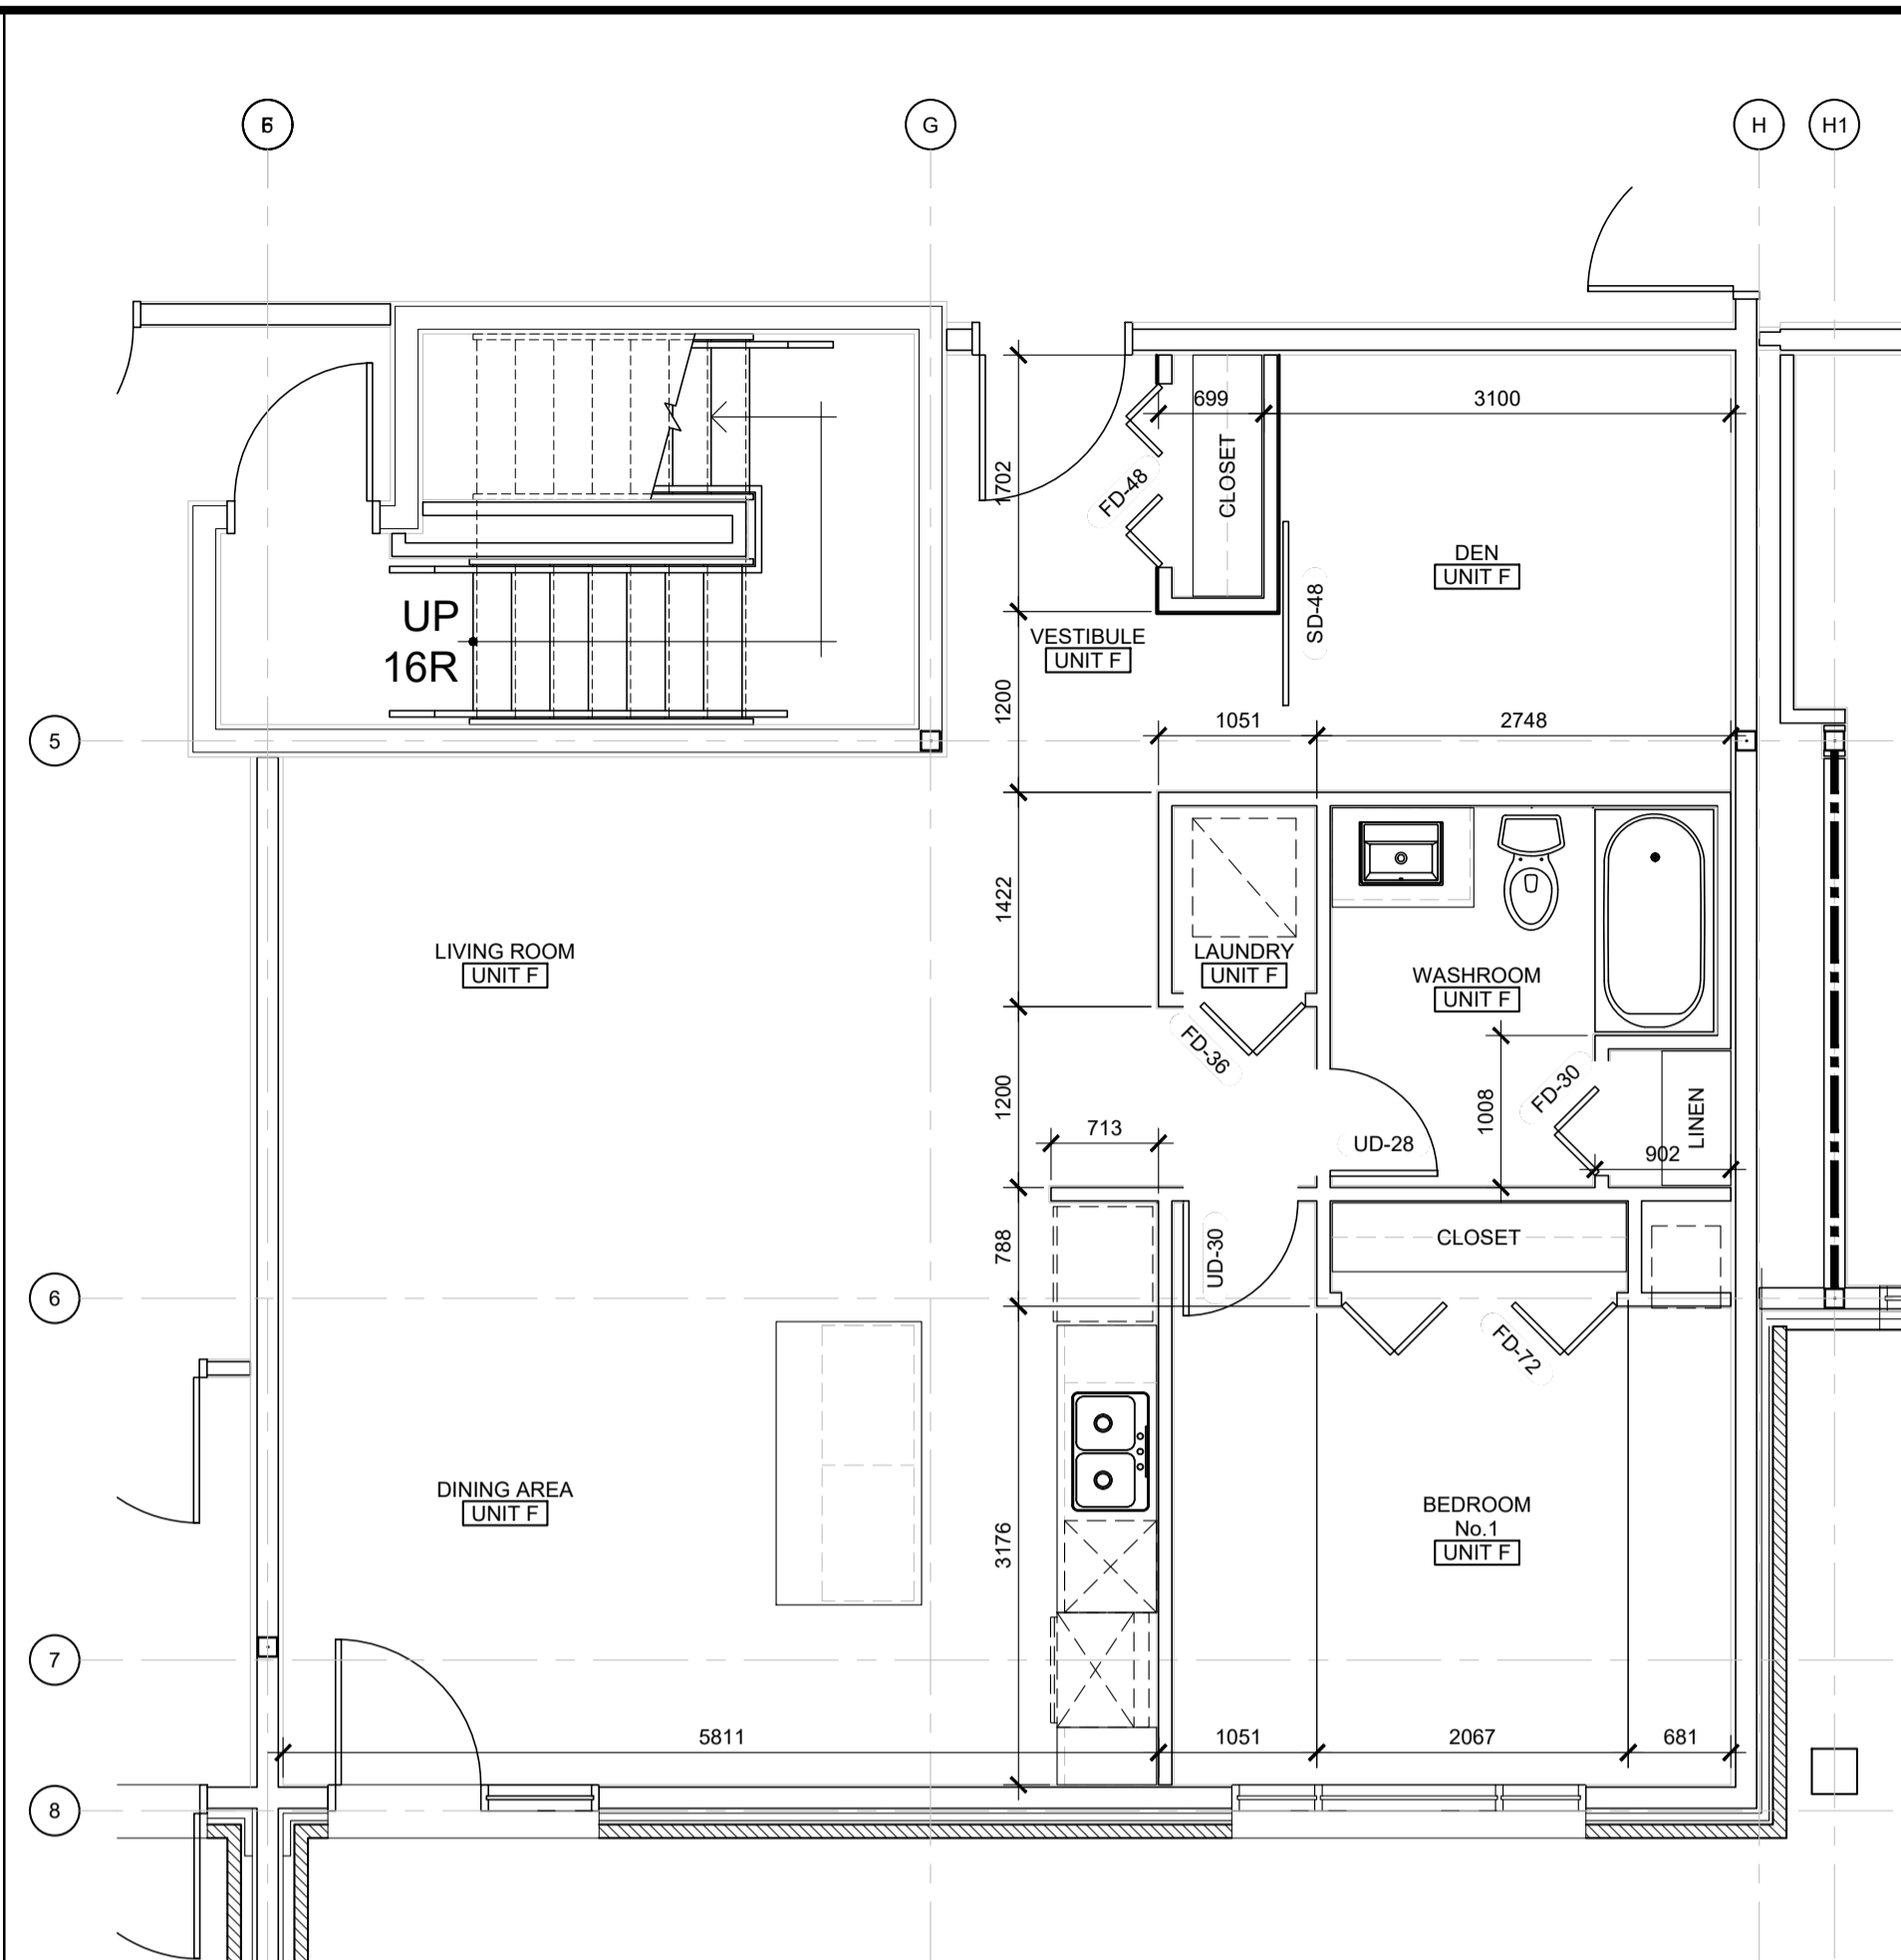 G
H
H1
699
3100
CLOSET
1702
FD-48
DEN
UNIT F
SD-48
UP
16R
VESTIBULE
UNIT F
1200
5
1051
2748
1422
LIVING ROOM
UNIT F
LAUNDRY
UNIT F
WASHROOM
UNIT F
FD-36
FD-30
1200
1008
LINEN
713
UD-28
902
788
UD-30
CLOSET
6
FD-72
DINING AREA
UNIT F
BEDROOM
No.1
UNIT F
3176
7
5811
1051
2067
681
8